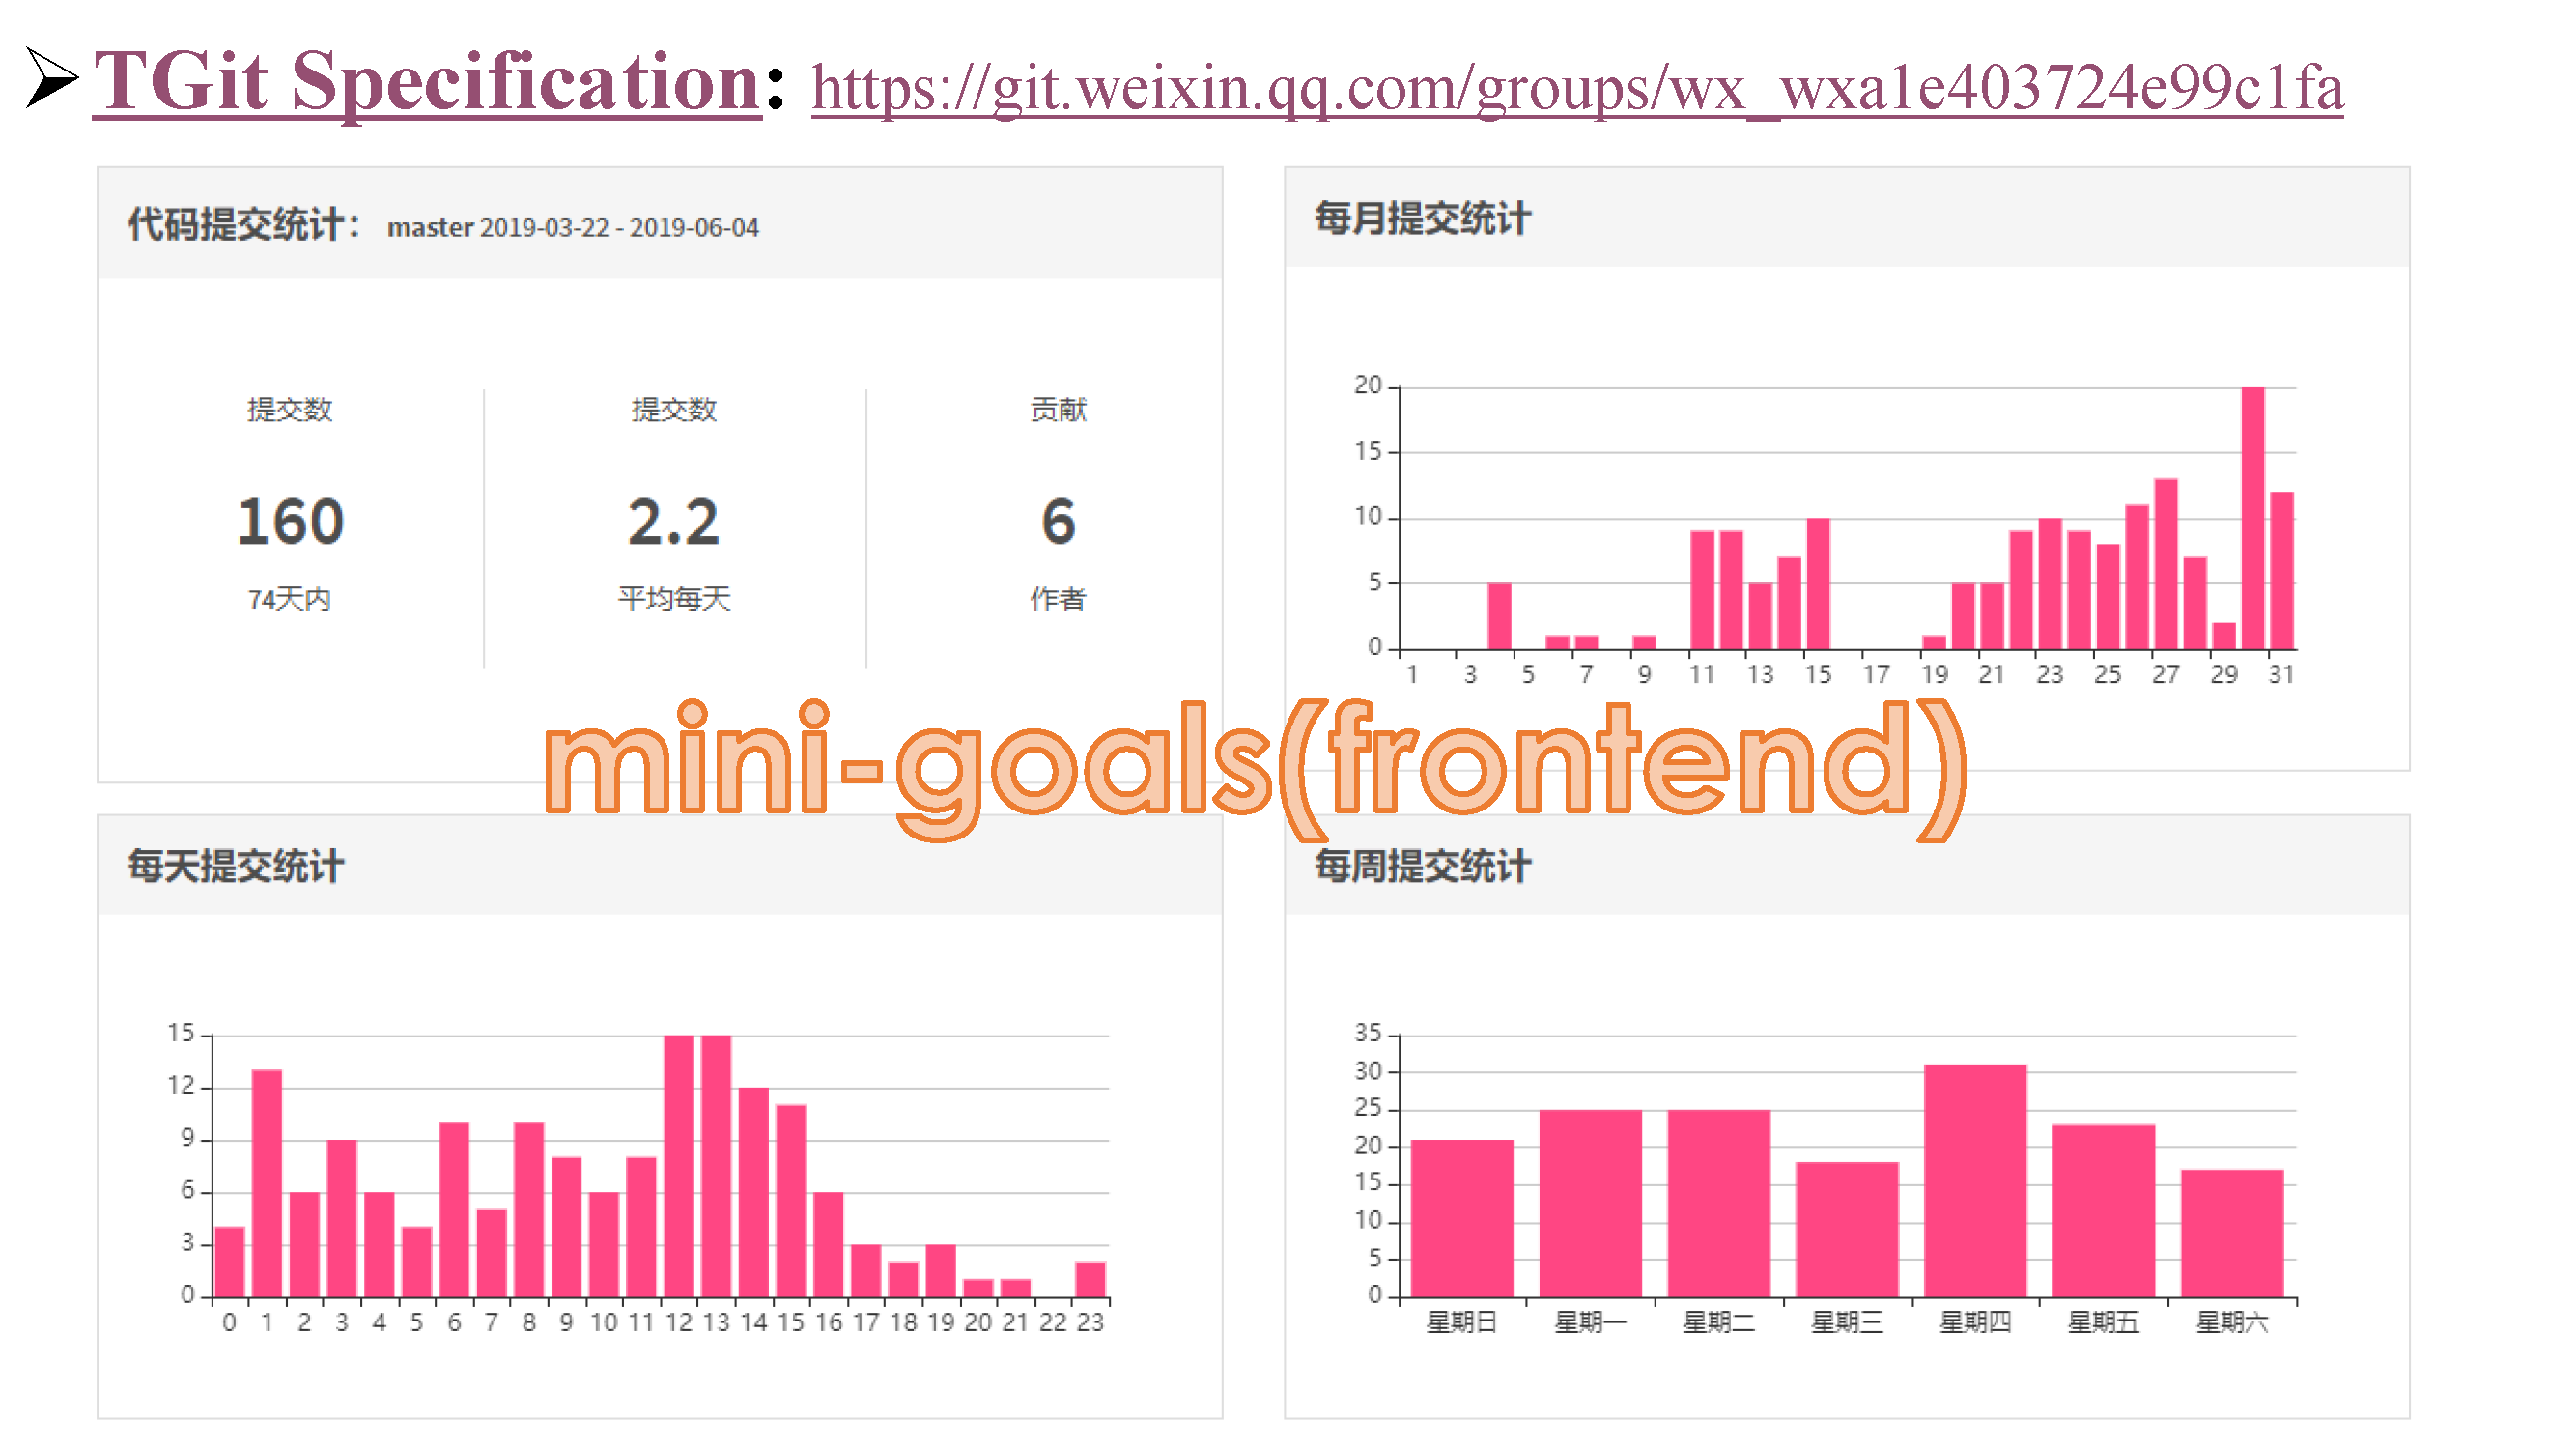 TGit Specification: https://git.weixin.qq.com/groups/wx_wxa1e403724e99c1fa
代码提交统计： master 2019-03-22 - 2019-06-04
提交数
160
74天内
提交数
2.2
平均每天
贡献
6
作者
每月提交统计
20
15
10
5
0
1 3 5 7 9 11 13 15 17 19 21 23 25 27 29 31
mini-goals(frontend)
每天提交统计
15
12
9
6
3
0
0 1 2 3 4 5 6 7 8 9 10 11 12 13 14 15 16 17 18 19 20 21 22 23
每周提交统计
35
30
25
20
15
10
5
0
星期日 星期一 星期二 星期三 星期四 星期五 星期六